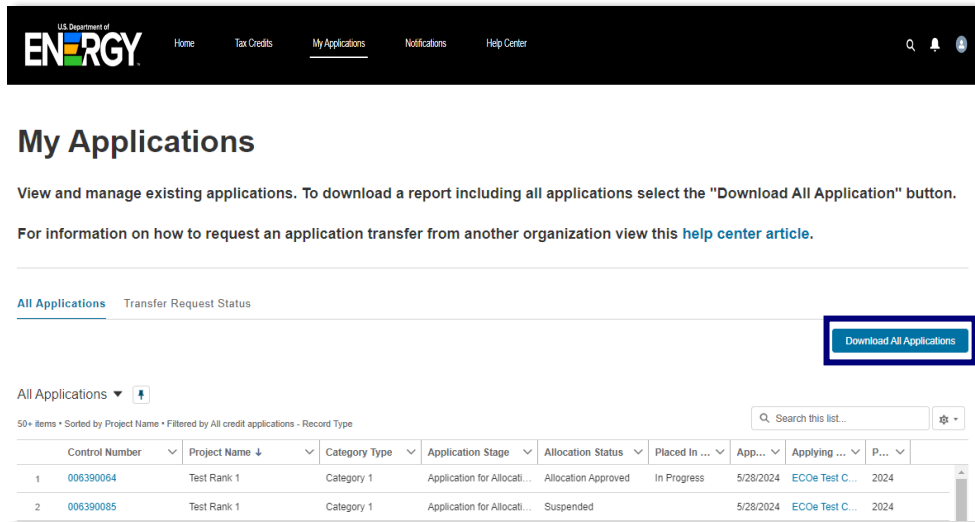 U.S. Department of
ENERGY
Home Tax Credits My Applications Notifications Help Center
My Applications
View and manage existing applications. To download a report including all applications select the "Download All Application" button.
For information on how to request an application transfer from another organization view this help center article.
All Applications Transfer Request Status
Download All Applications
All Applications
50+ items • Sorted by Project Name • Filtered by All credit applications - Record Type
Search this list...
Control Number Project Name Category Type Application Stage Allocation Status Placed In ... App... Applying ... P...
1 006390064 Test Rank 1 Category 1 Application for Allocati... Allocation Approved In Progress 5/28/2024 ECOe Test C... 2024
2 006390085 Test Rank 1 Category 1 Application for Allocati... Suspended 5/28/2024 ECOe Test C... 2024